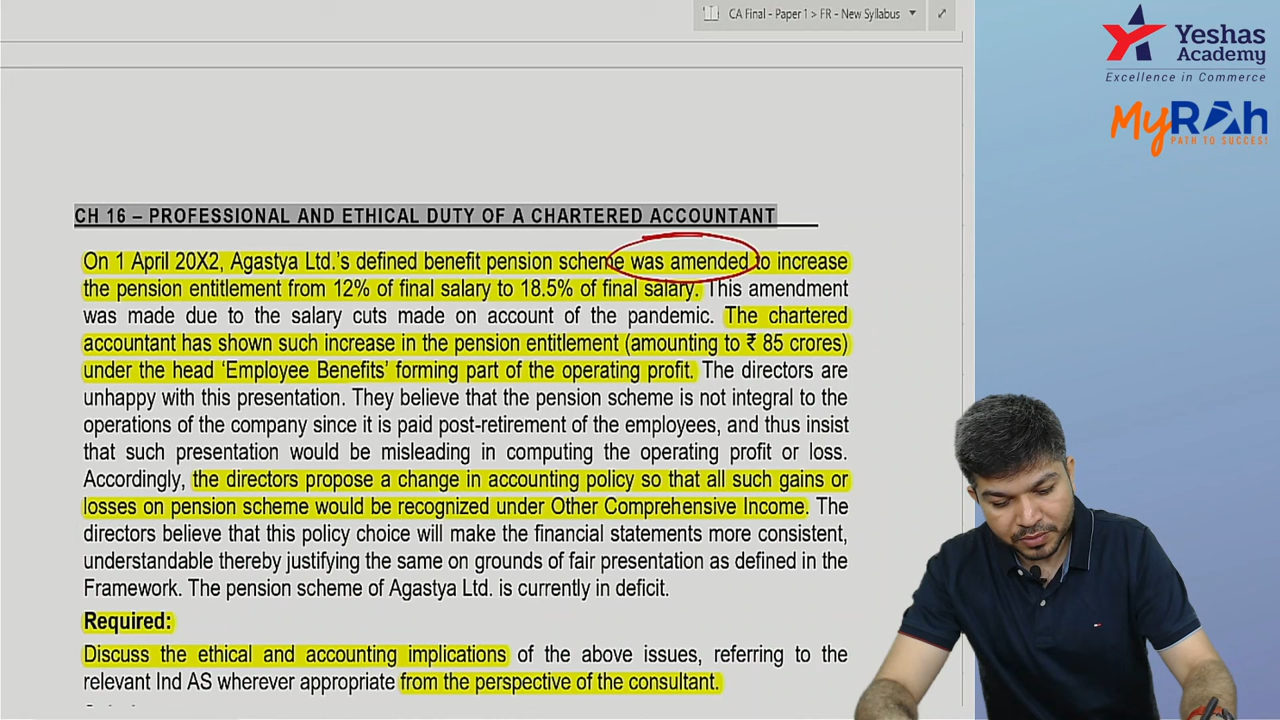 CA Final - Paper 1 > FR - New Syllabus
Yeshas
Academy
Excellence in Commerce
MyRAh
PATH TO SUCCESS!
CH 16 – PROFESSIONAL AND ETHICAL DUTY OF A CHARTERED ACCOUNTANT
On 1 April 20X2, Agastya Ltd.'s defined benefit pension scheme was amended to increase
the pension entitlement from 12% of final salary to 18.5% of final salary. This amendment
was made due to the salary cuts made on account of the pandemic. The chartered
accountant has shown such increase in the pension entitlement (amounting to ₹ 85 crores)
under the head 'Employee Benefits' forming part of the operating profit. The directors are
unhappy with this presentation. They believe that the pension scheme is not integral to the
operations of the company since it is paid post-retirement of the employees, and thus insist
that such presentation would be misleading in computing the operating profit or loss.
Accordingly, the directors propose a change in accounting policy so that all such gains or
losses on pension scheme would be recognized under Other Comprehensive Income. The
directors believe that this policy choice will make the financial statements more consistent,
understandable thereby justifying the same on grounds of fair presentation as defined in the
Framework. The pension scheme of Agastya Ltd. is currently in deficit.
Required:
Discuss the ethical and accounting implications of the above issues, referring to the
relevant Ind AS wherever appropriate from the perspective of the consultant.